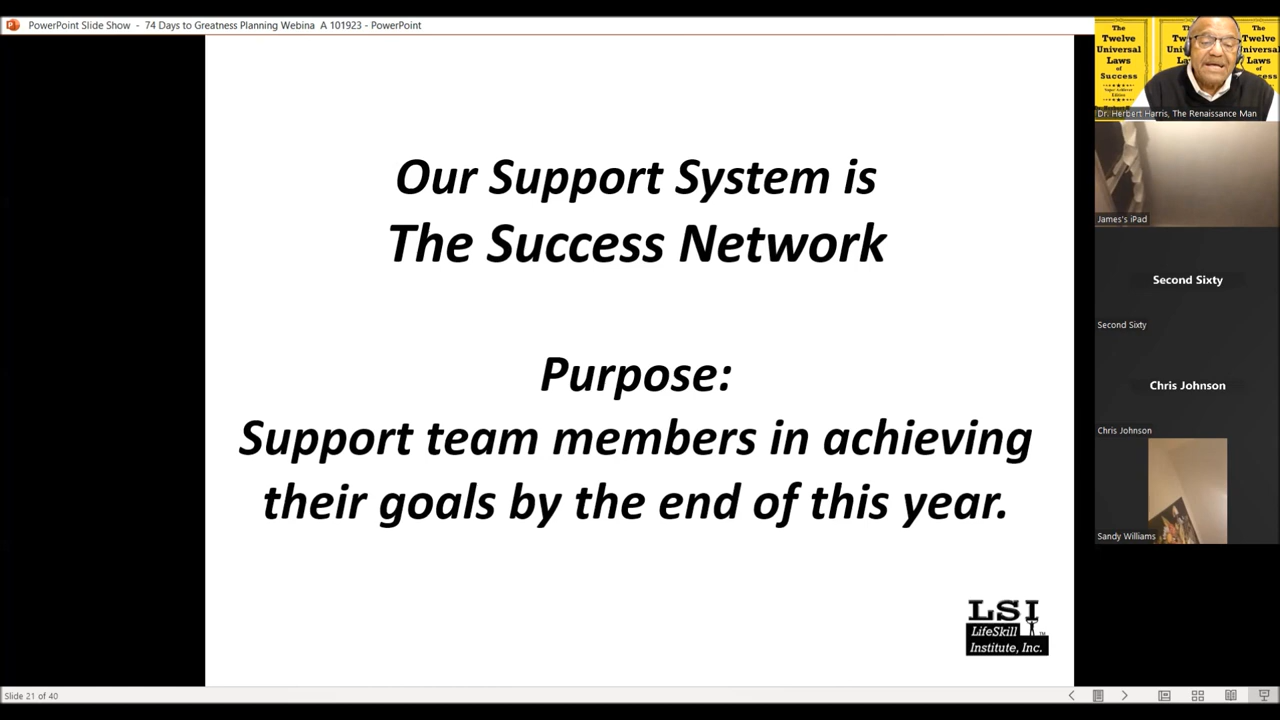 PowerPoint Slide Show - 74 Days to Greatness Planning Webina A 101923 - PowerPoint
Our Support System is
The Success Network
Purpose:
Support team members in achieving
their goals by the end of this year.
LSI
LifeSkill
Institute, Inc.
The
Twelve
Universal
Laws
of
Success
Dr. Herbert Harris, The Renaissance Man
James's iPad
Second Sixty
Second Sixty
Chris Johnson
Chris Johnson
Sandy Williams
Slide 21 of 40